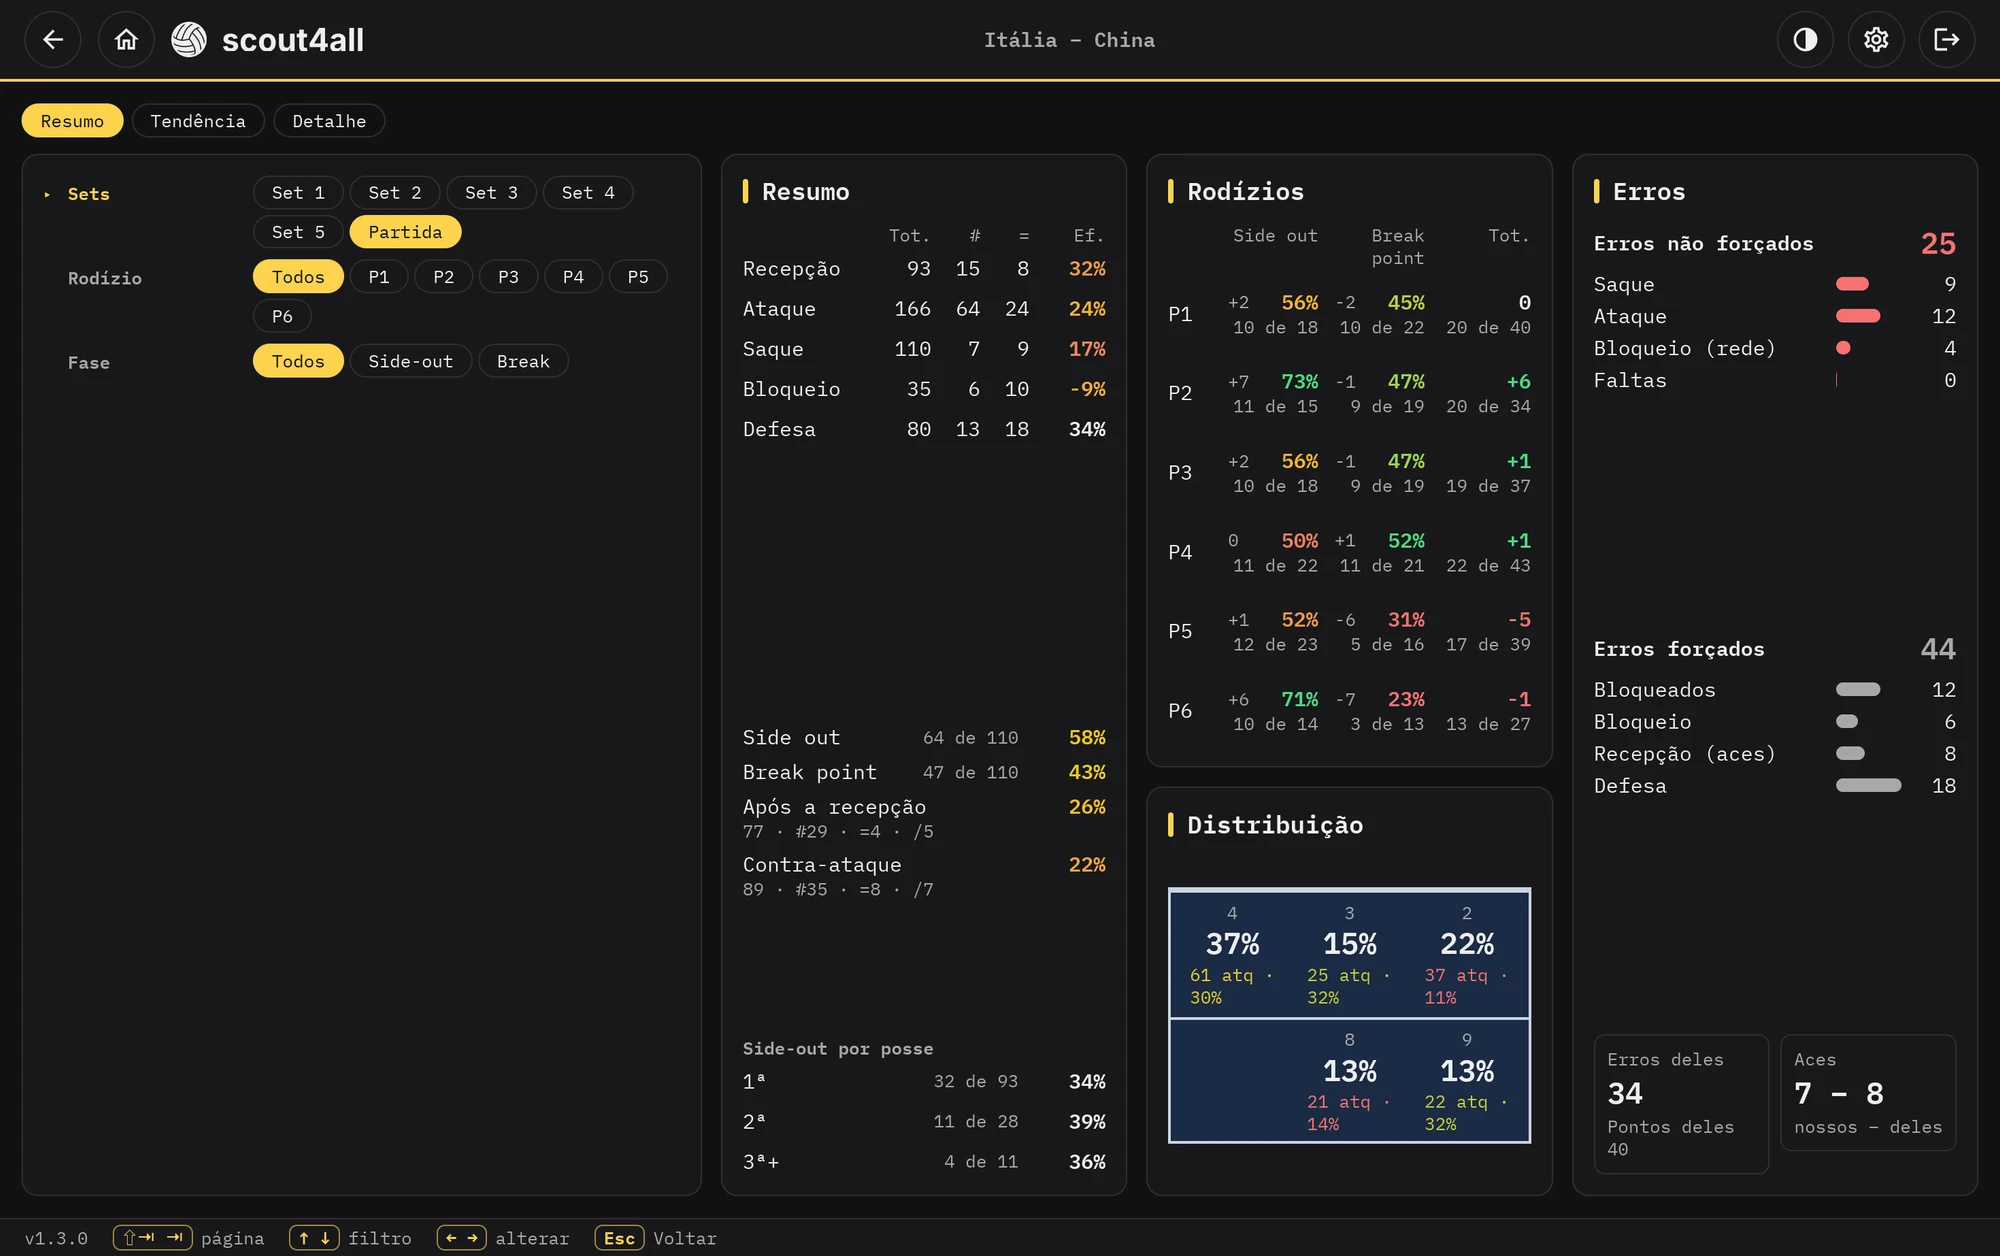 scout4all
Itália – China
Resumo Tendência Detalhe
▸ Sets Set 1 Set 2 Set 3 Set 4
Set 5 Partida
Rodízio Todos P1 P2 P3 P4 P5
P6
Fase Todos Side-out Break
Resumo
Tot. # = Ef.
Recepção 93 15 8 32%
Ataque 166 64 24 24%
Saque 110 7 9 17%
Bloqueio 35 6 10 -9%
Defesa 80 13 18 34%
Side out 64 de 110 58%
Break point 47 de 110 43%
Após a recepção 26%
77 · #29 · =4 · /5
Contra-ataque 22%
89 · #35 · =8 · /7
Side-out por posse
1ª 32 de 93 34%
2ª 11 de 28 39%
3ª+ 4 de 11 36%
Rodízios
Side out Break Tot.
point
+2 56% -2 45% 0
P1
10 de 18 10 de 22 20 de 40
+7 73% -1 47% +6
P2
11 de 15 9 de 19 20 de 34
+2 56% -1 47% +1
P3
10 de 18 9 de 19 19 de 37
0 50% +1 52% +1
P4
11 de 22 11 de 21 22 de 43
+1 52% -6 31% -5
P5
12 de 23 5 de 16 17 de 39
+6 71% -7 23% -1
P6
10 de 14 3 de 13 13 de 27
Distribuição
4 3 2
37% 15% 22%
61 atq · 25 atq · 37 atq ·
30% 32% 11%
8 9
13% 13%
21 atq · 22 atq ·
14% 32%
Erros
Erros não forçados 25
Saque 9
Ataque 12
Bloqueio (rede) 4
Faltas 0
Erros forçados 44
Bloqueados 12
Bloqueio 6
Recepção (aces) 8
Defesa 18
Erros deles
34
Pontos deles
40
Aces
7 – 8
nossos – deles
v1.3.0 ⇧⇥ ⇥ página ↑ ↓ filtro ← → alterar Esc Voltar